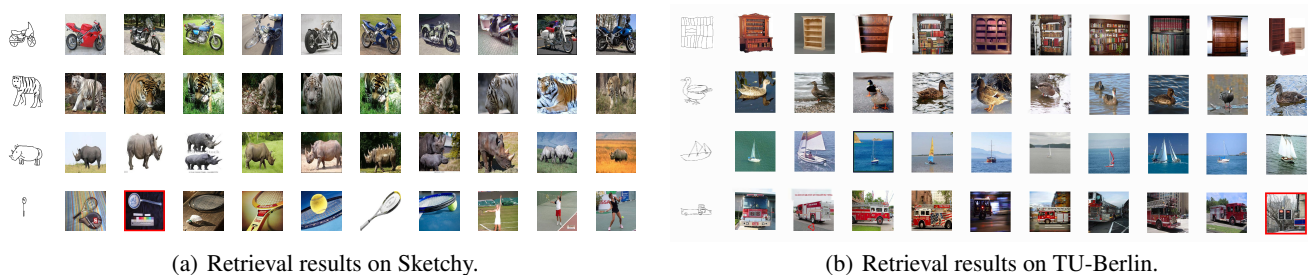 (a) Retrieval results on Sketchy.
(b) Retrieval results on TU-Berlin.